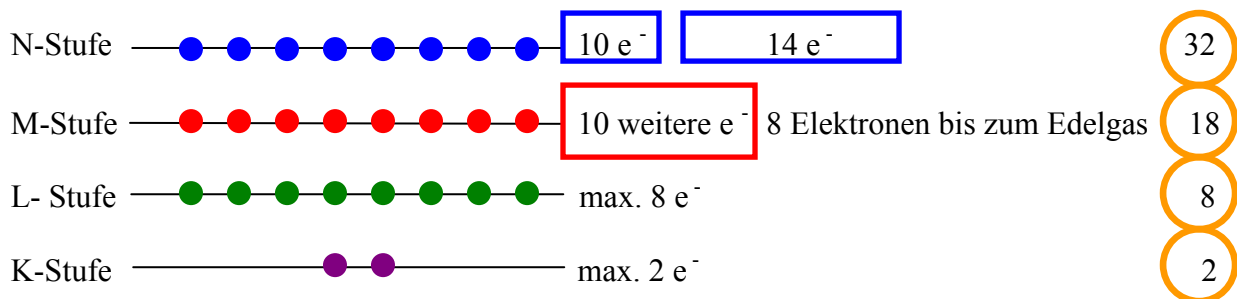 N-Stufe 10 e - 14 e - 32
M-Stufe 10 weitere e - 8 Elektronen bis zum Edelgas 18
L- Stufe max. 8 e - 8
K-Stufe max. 2 e - 2